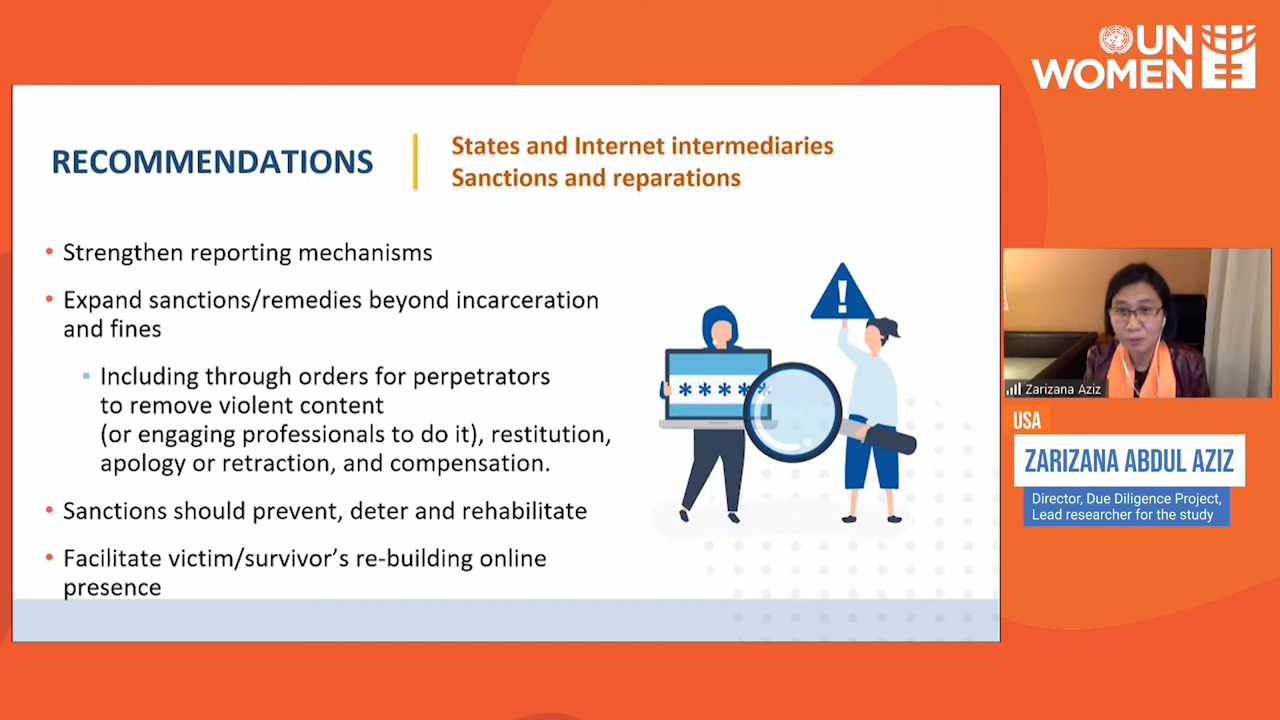 UN
WOMEN
RECOMMENDATIONS
States and Internet intermediaries
Sanctions and reparations
• Strengthen reporting mechanisms
• Expand sanctions/remedies beyond incarceration
and fines
▪ Including through orders for perpetrators
to remove violent content
(or engaging professionals to do it), restitution,
apology or retraction, and compensation.
• Sanctions should prevent, deter and rehabilitate
• Facilitate victim/survivor’s re-building online
presence
!
*****
Zarizana Aziz
USA
ZARIZANA ABDUL AZIZ
Director, Due Diligence Project,
Lead researcher for the study